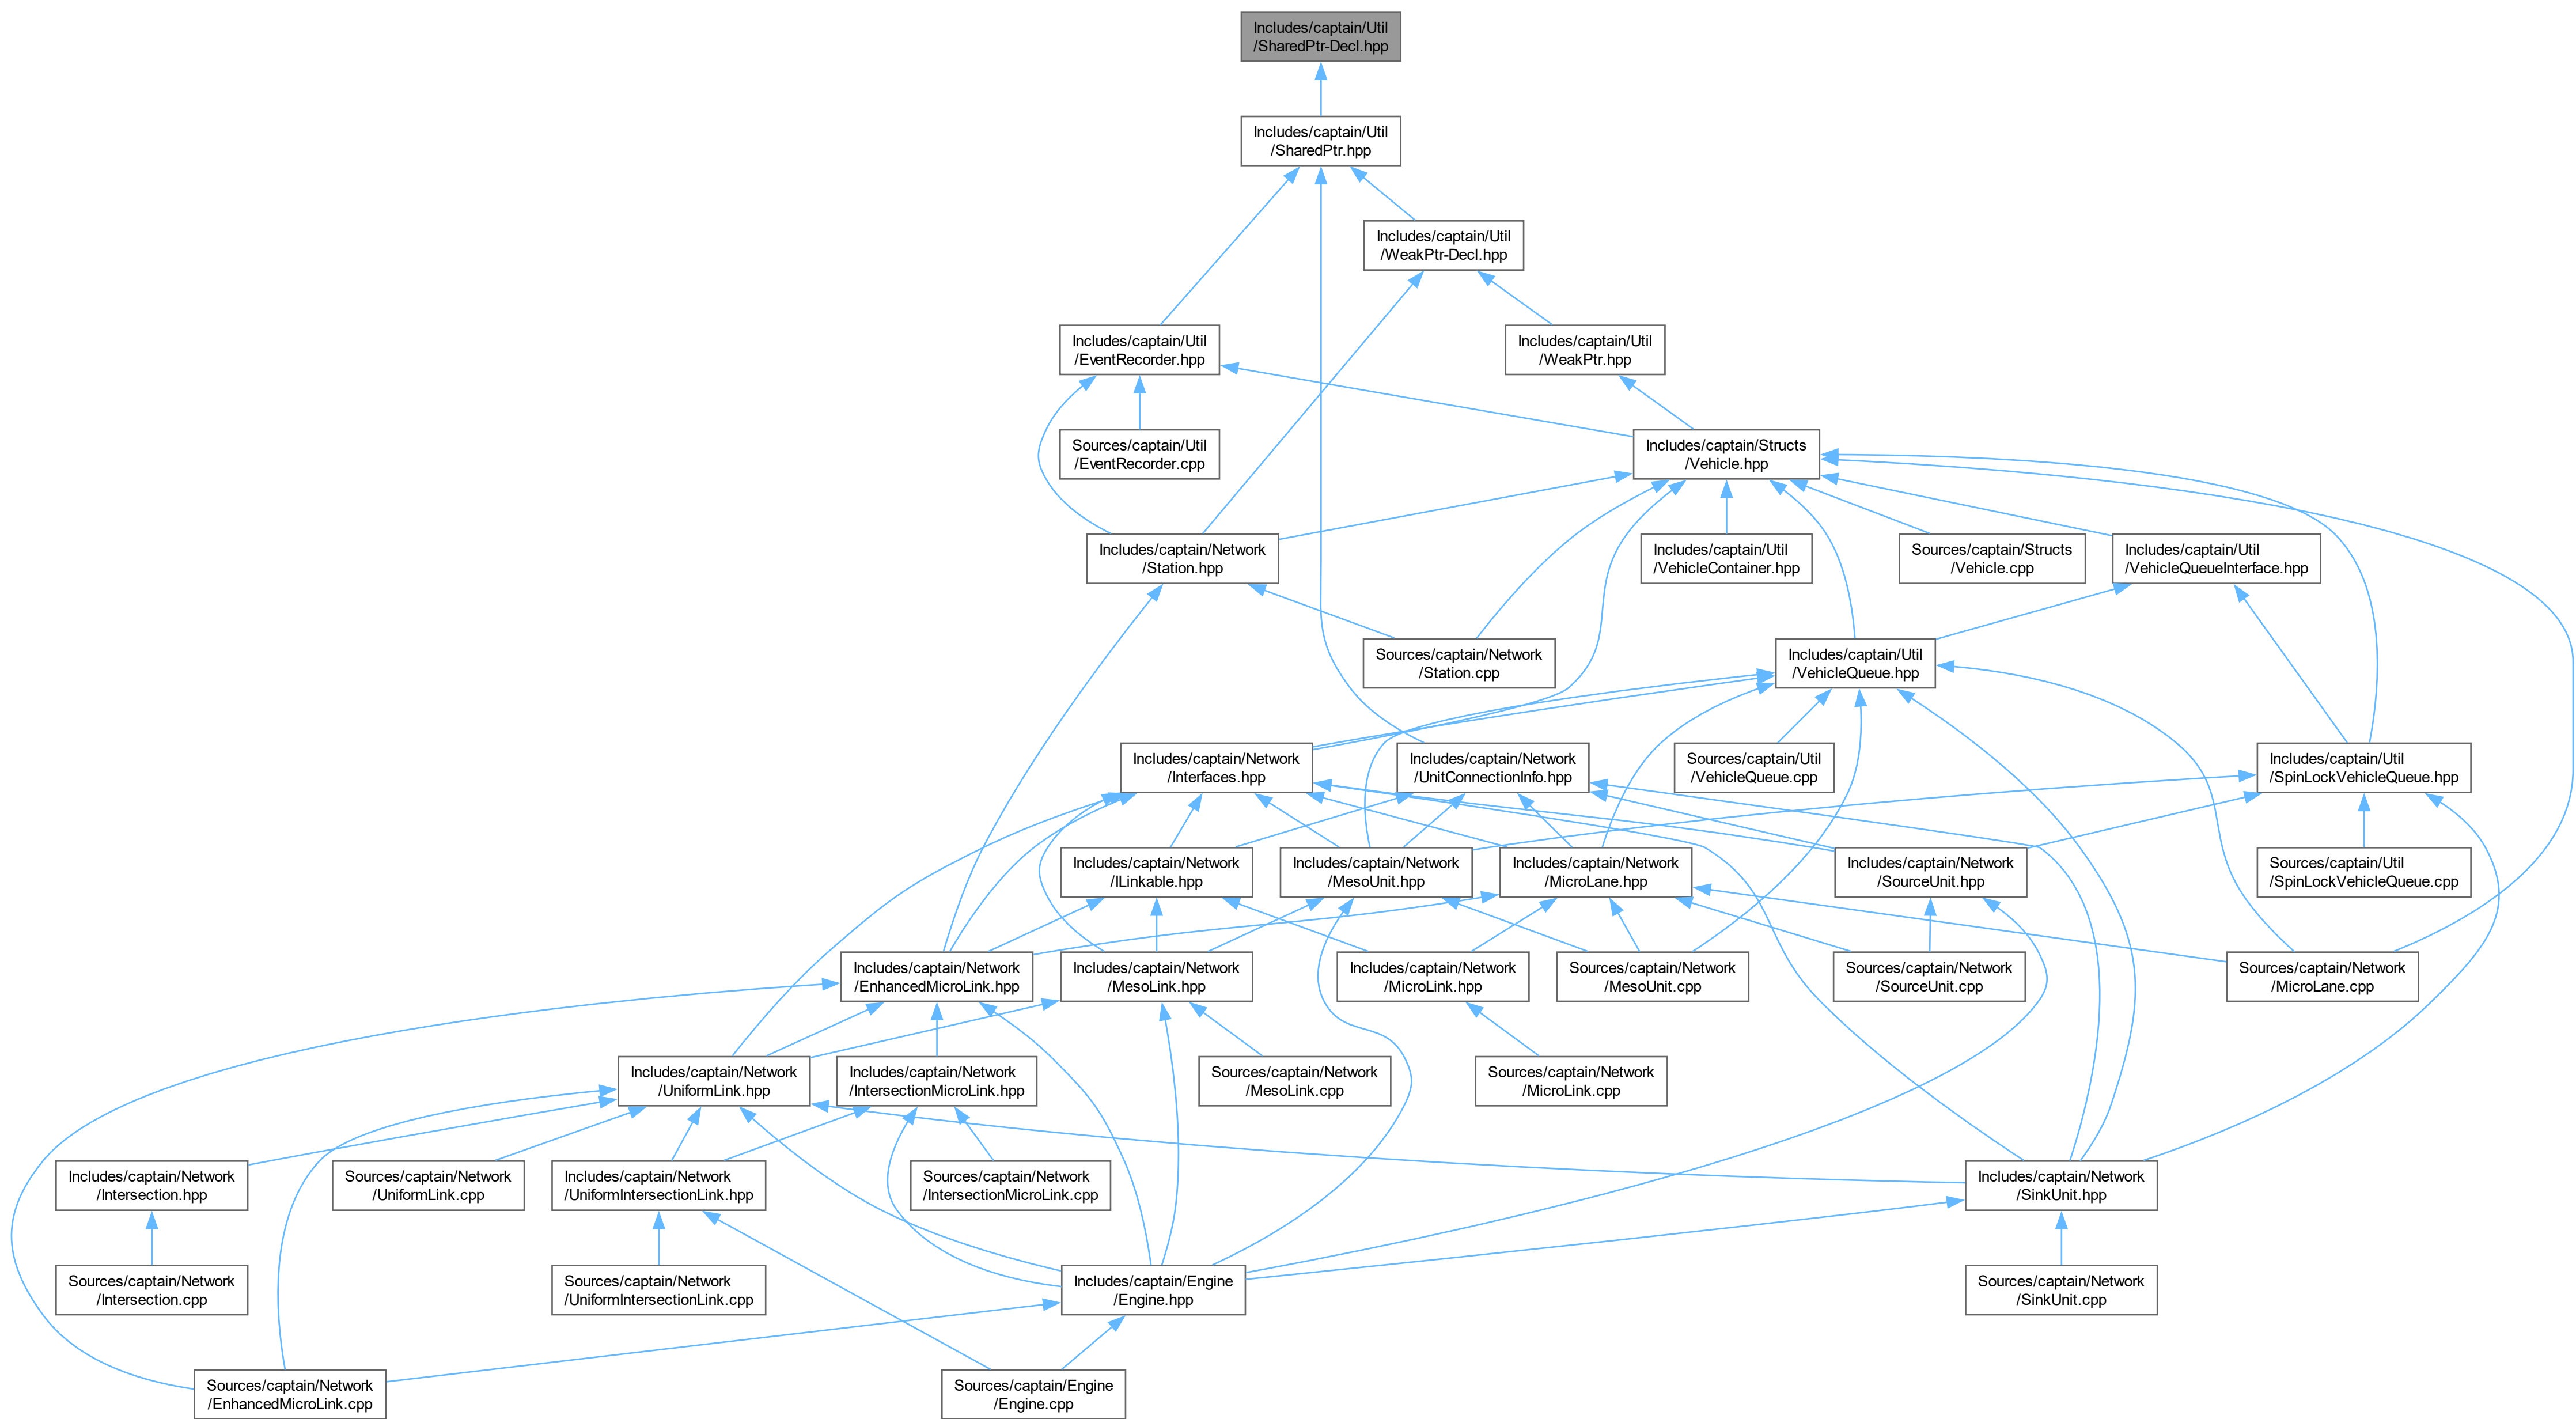 Includes/captain/Util
/SharedPtr-Decl.hpp
Includes/captain/Util
/SharedPtr.hpp
Includes/captain/Util
/WeakPtr-Decl.hpp
Includes/captain/Util
/EventRecorder.hpp
Includes/captain/Util
/WeakPtr.hpp
Sources/captain/Util
/EventRecorder.cpp
Includes/captain/Structs
/Vehicle.hpp
Includes/captain/Network
/Station.hpp
Includes/captain/Util
/VehicleContainer.hpp
Sources/captain/Structs
/Vehicle.cpp
Includes/captain/Util
/VehicleQueueInterface.hpp
Sources/captain/Network
/Station.cpp
Includes/captain/Util
/VehicleQueue.hpp
Includes/captain/Network
/Interfaces.hpp
Includes/captain/Network
/UnitConnectionInfo.hpp
Sources/captain/Util
/VehicleQueue.cpp
Includes/captain/Util
/SpinLockVehicleQueue.hpp
Includes/captain/Network
/ILinkable.hpp
Includes/captain/Network
/MesoUnit.hpp
Includes/captain/Network
/MicroLane.hpp
Includes/captain/Network
/SourceUnit.hpp
Sources/captain/Util
/SpinLockVehicleQueue.cpp
Includes/captain/Network
/EnhancedMicroLink.hpp
Includes/captain/Network
/MesoLink.hpp
Includes/captain/Network
/MicroLink.hpp
Sources/captain/Network
/MesoUnit.cpp
Sources/captain/Network
/SourceUnit.cpp
Sources/captain/Network
/MicroLane.cpp
Includes/captain/Network
/UniformLink.hpp
Includes/captain/Network
/IntersectionMicroLink.hpp
Sources/captain/Network
/MesoLink.cpp
Sources/captain/Network
/MicroLink.cpp
Includes/captain/Network
/Intersection.hpp
Sources/captain/Network
/UniformLink.cpp
Includes/captain/Network
/UniformIntersectionLink.hpp
Sources/captain/Network
/IntersectionMicroLink.cpp
Includes/captain/Network
/SinkUnit.hpp
Sources/captain/Network
/Intersection.cpp
Sources/captain/Network
/UniformIntersectionLink.cpp
Includes/captain/Engine
/Engine.hpp
Sources/captain/Network
/SinkUnit.cpp
Sources/captain/Network
/EnhancedMicroLink.cpp
Sources/captain/Engine
/Engine.cpp